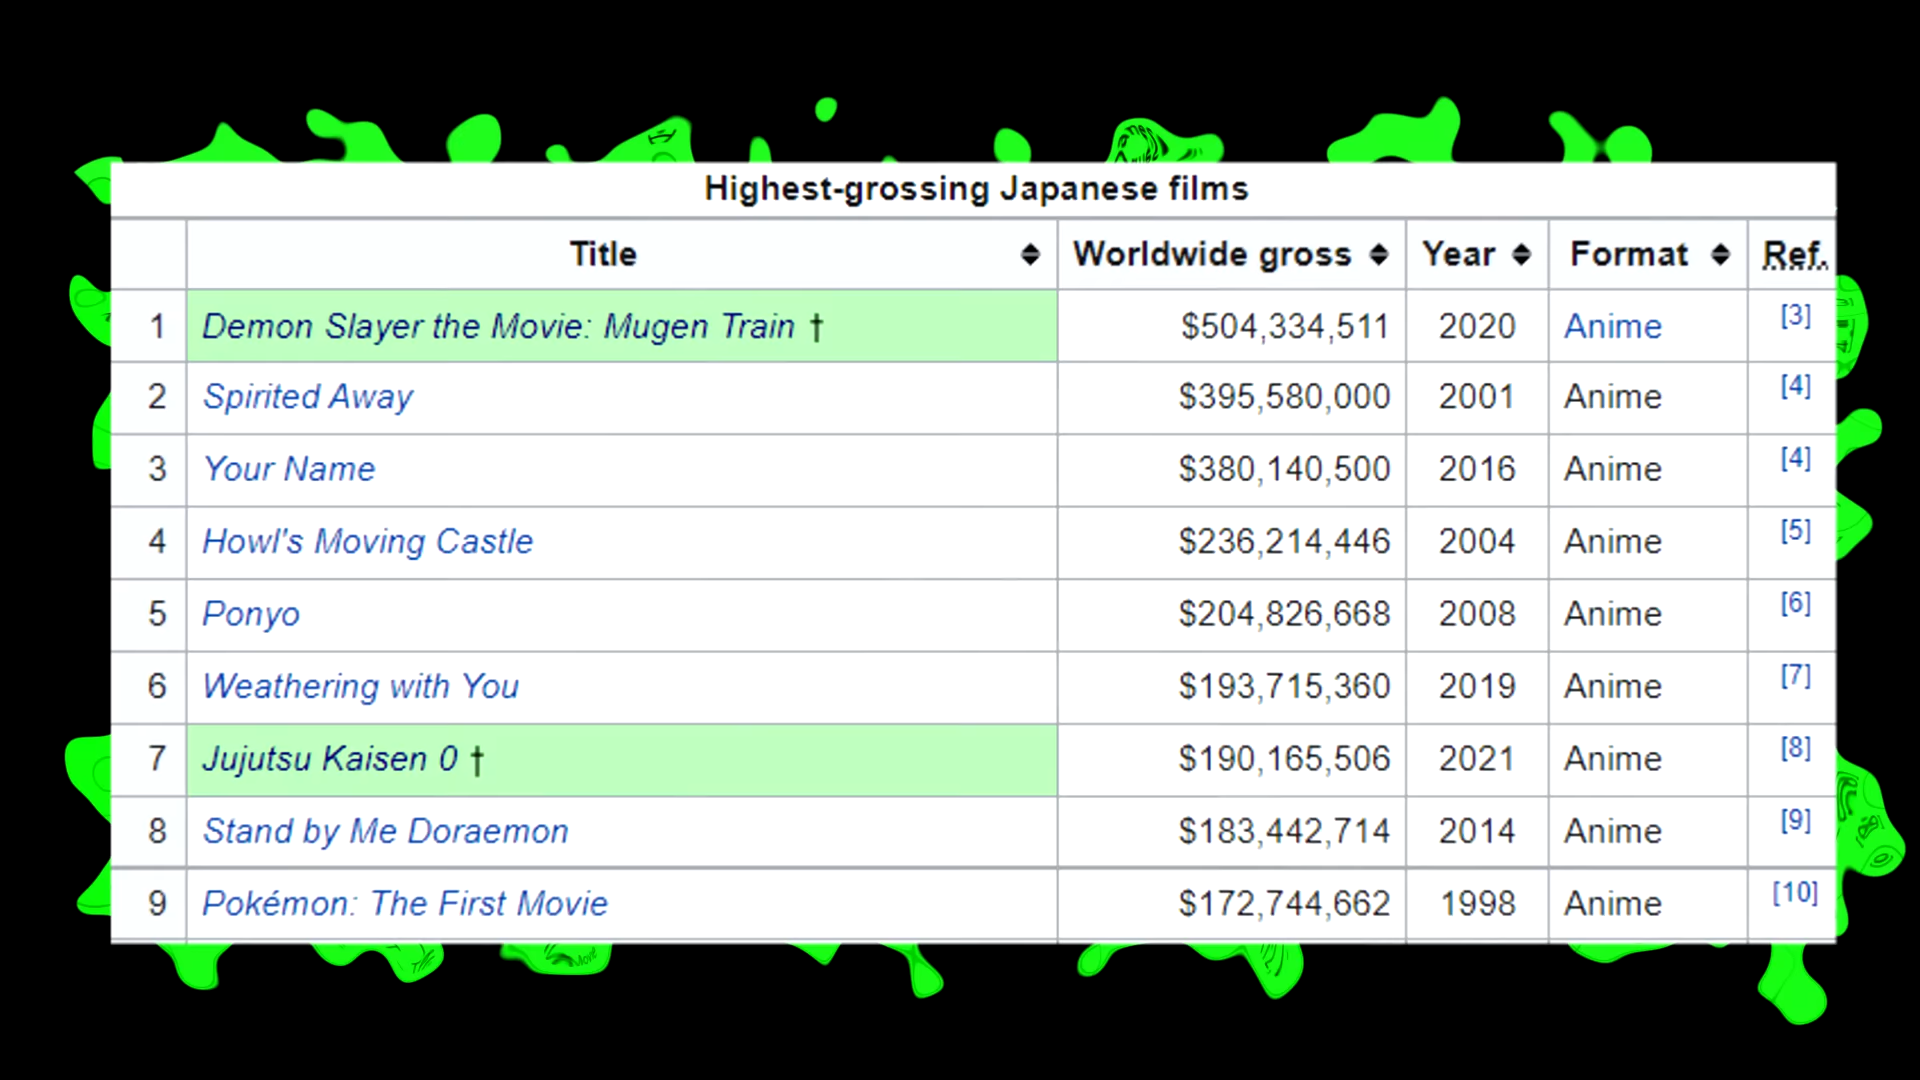 Highest-grossing Japanese films
Title Worldwide gross Year Format Ref.
1 Demon Slayer the Movie: Mugen Train † $504,334,511 2020 Anime [3]
2 Spirited Away $395,580,000 2001 Anime [4]
3 Your Name $380,140,500 2016 Anime [4]
4 Howl's Moving Castle $236,214,446 2004 Anime [5]
5 Ponyo $204,826,668 2008 Anime [6]
6 Weathering with You $193,715,360 2019 Anime [7]
7 Jujutsu Kaisen 0 † $190,165,506 2021 Anime [8]
8 Stand by Me Doraemon $183,442,714 2014 Anime [9]
9 Pokémon: The First Movie $172,744,662 1998 Anime [10]